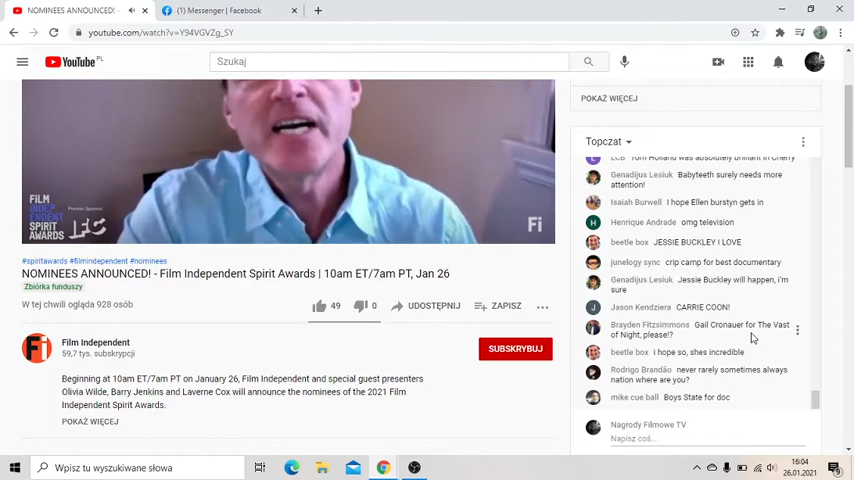 NOMINEES ANNOUNCED! -
(1) Messenger | Facebook
youtube.com/watch?v=Y94VGVZg_SY
YouTube PL
Szukaj
POKAŻ WIĘCEJ
Topczat
LCB Tom Holland was absolutely brilliant in Cherry
Genadijus Lesiuk Babyteeth surely needs more
attention!
Isaiah Burwell I hope Ellen burstyn gets in
Henrique Andrade omg television
beetle box JESSIE BUCKLEY I LOVE
junelogy sync crip camp for best documentary
Genadijus Lesiuk Jessie Buckley will happen, i'm
sure
Jason Kendziera CARRIE COON!
Brayden Fitzsimmons Gail Cronauer for The Vast
of Night, please!?
beetle box i hope so, shes incredible
Rodrigo Brandão never rarely sometimes always
nation where are you?
mike cue ball Boys State for doc
Nagrody Filmowe TV
Napisz coś...
FILM
INDEPENDENT
SPIRIT
AWARDS
Premier Sponsor
IFC
Fi
#spiritawards #filmindependent #nominees
NOMINEES ANNOUNCED! - Film Independent Spirit Awards | 10am ET/7am PT, Jan 26
Zbiórka funduszy
W tej chwili ogląda 928 osób
49
0
UDOSTĘPNIJ
ZAPISZ
Film Independent
59,7 tys. subskrypcji
SUBSKRYBUJ
Beginning at 10am ET/7am PT on January 26, Film Independent and special guest presenters
Olivia Wilde, Barry Jenkins and Laverne Cox will announce the nominees of the 2021 Film
Independent Spirit Awards.
POKAŻ WIĘCEJ
Wpisz tu wyszukiwane słowa
16:04
26.01.2021